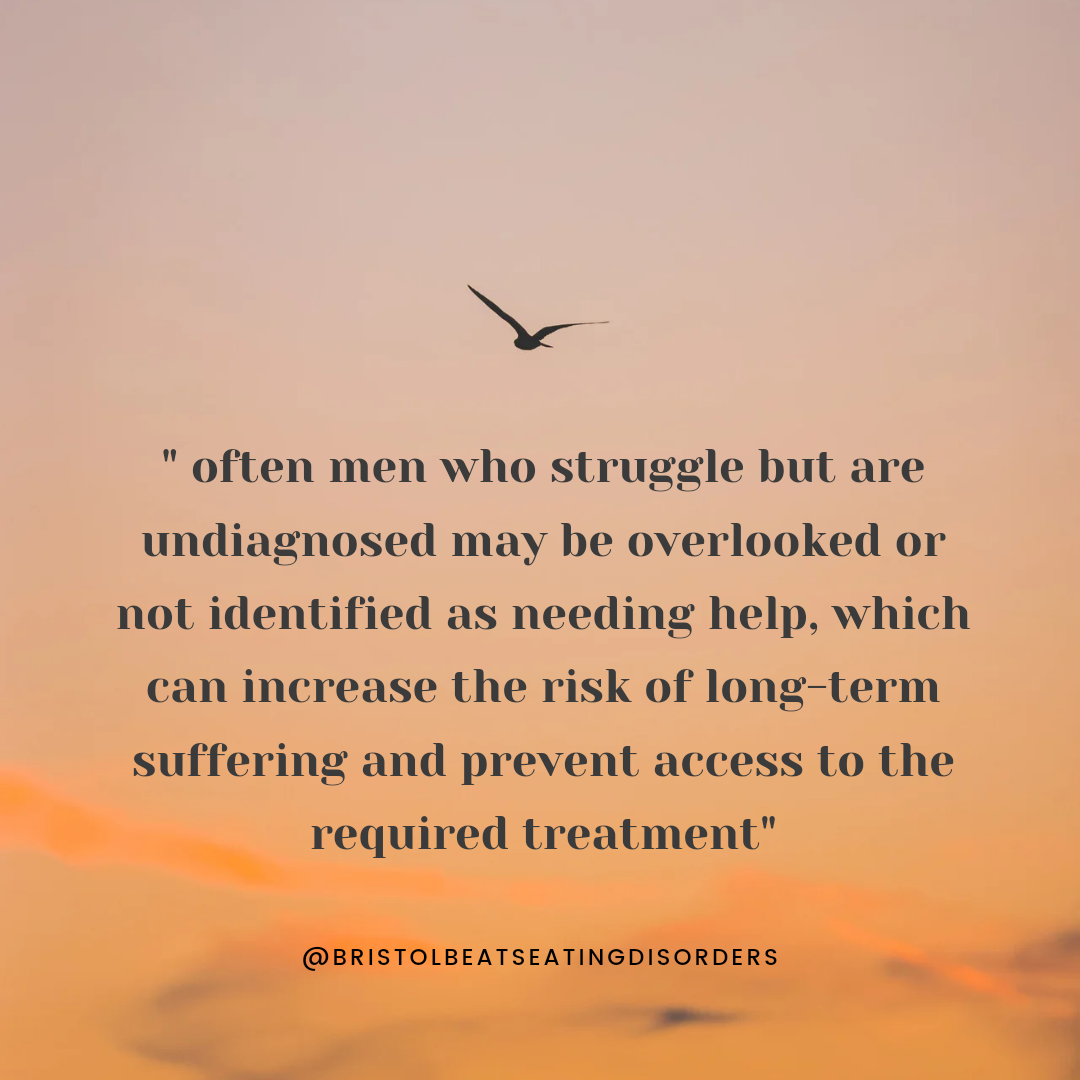 " often men who struggle but are
undiagnosed may be overlooked or
not identified as needing help, which
can increase the risk of long-term
suffering and prevent access to the
required treatment"
@BRISTOLBEATSEATINGDISORDERS